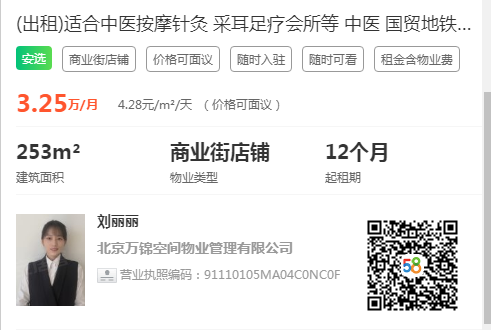 (出租)适合中医按摩针灸 采耳足疗会所等 中医 国贸地铁...
安选 商业街店铺 价格可面议 随时入驻 随时可看 租金含物业费
3.25万/月 4.28元/m²/天 （价格可面议）
253m² 商业街店铺 12个月
建筑面积 物业类型 起租期
刘丽丽
北京万锦空间物业管理有限公司
营业执照编码：91110105MA04C0NC0F
58